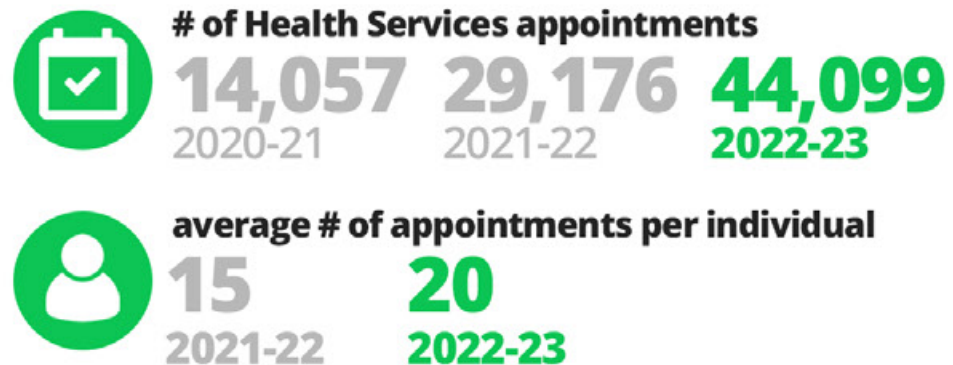 # of Health Services appointments
14,057 29,176 44,099
2020-21 2021-22 2022-23
average # of appointments per individual
15 20
2021-22 2022-23